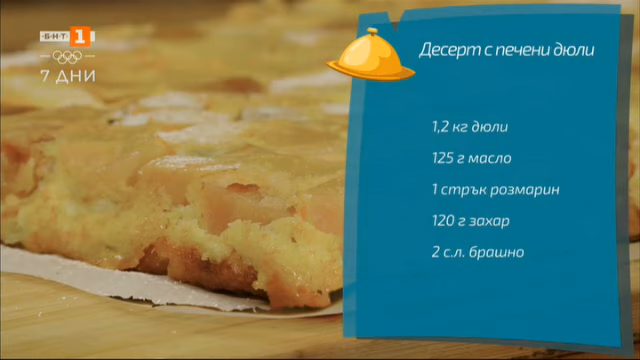 БНТ 1
7 ДНИ
Десерт с печени дюли
1,2 кг дюли
125 г масло
1 стрък розмарин
120 г захар
2 с.л. брашно